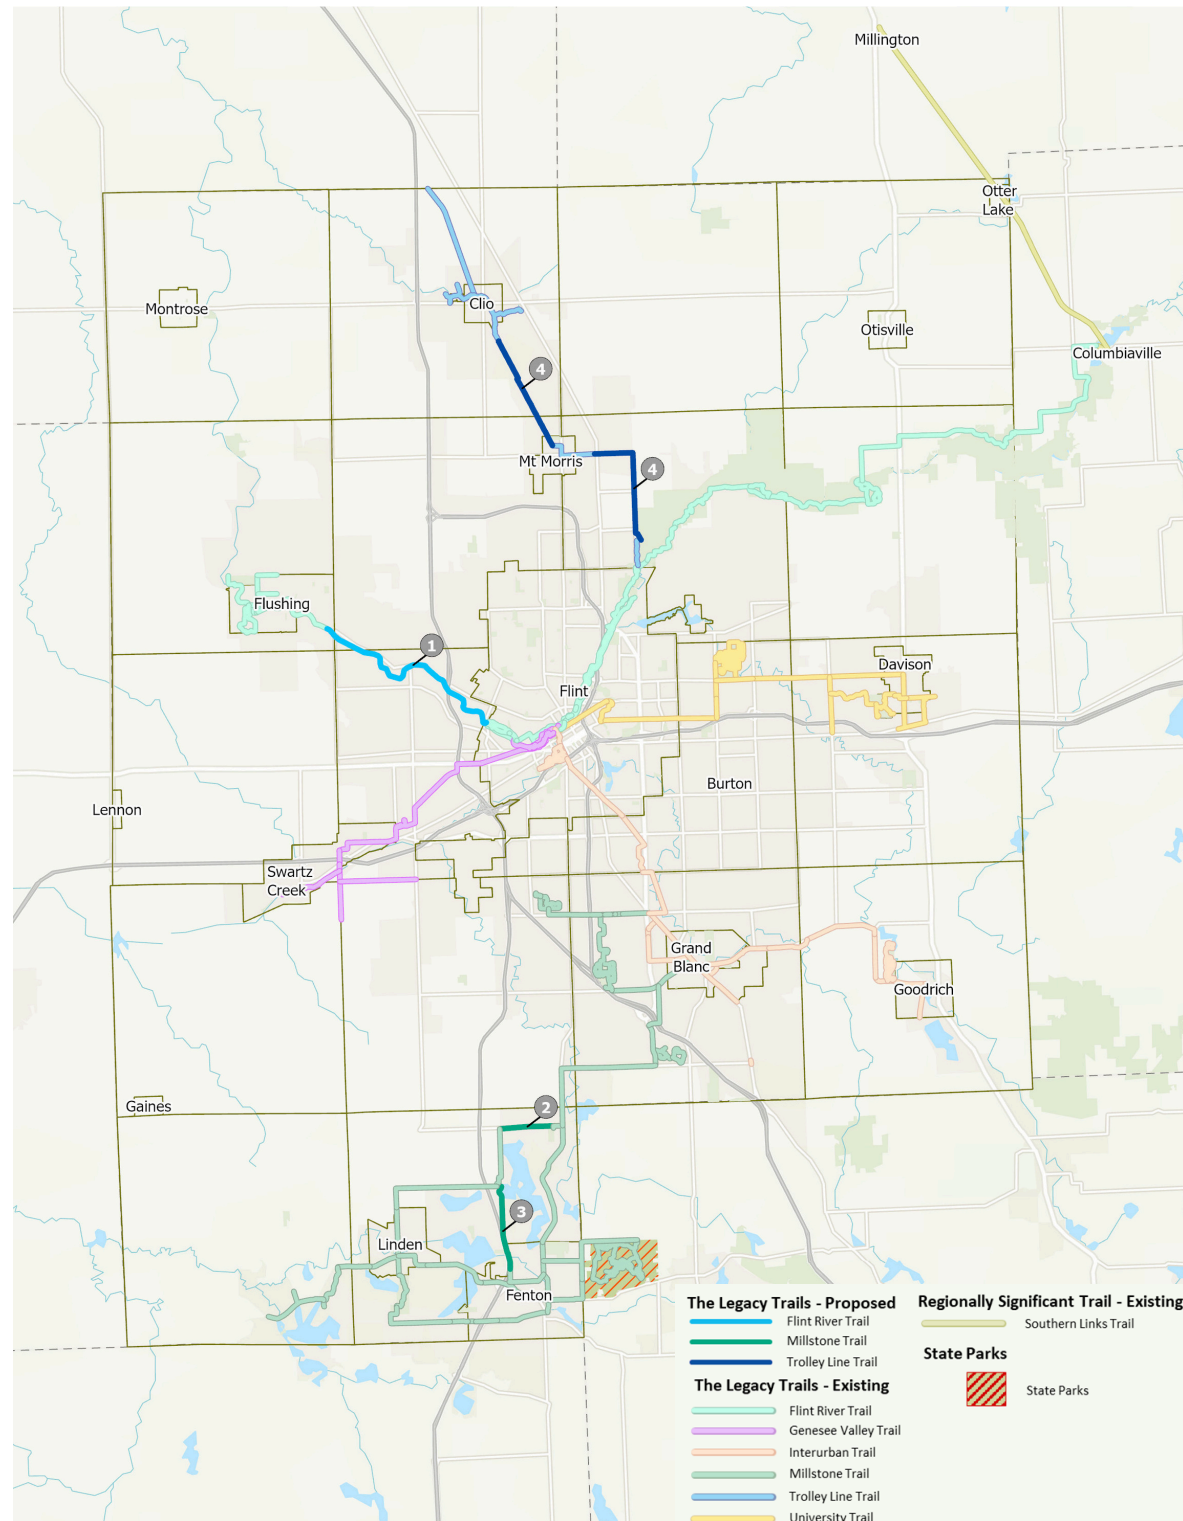 Millington
Otter
Lake
Montrose
Clio
Otisville
Columbiaville
4
Mt Morris
4
Flushing
1
Davison
Flint
Burton
Lennon
Swartz
Creek
Grand
Blanc
Goodrich
Gaines
2
3
Linden
Fenton
The Legacy Trails - Proposed
Flint River Trail
Millstone Trail
Trolley Line Trail
The Legacy Trails - Existing
Flint River Trail
Genesee Valley Trail
Interurban Trail
Millstone Trail
Trolley Line Trail
University Trail
Regionally Significant Trail - Existing
Southern Links Trail
State Parks
State Parks